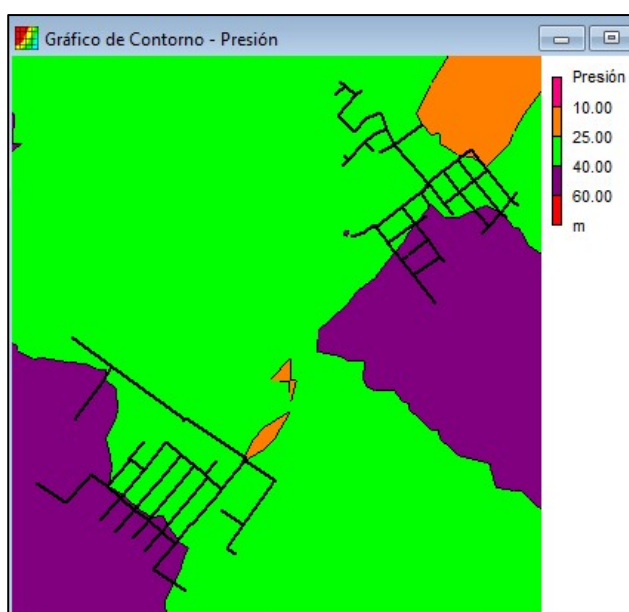 Gráfico de Contorno - Presión
Presión
10.00
25.00
40.00
60.00
m